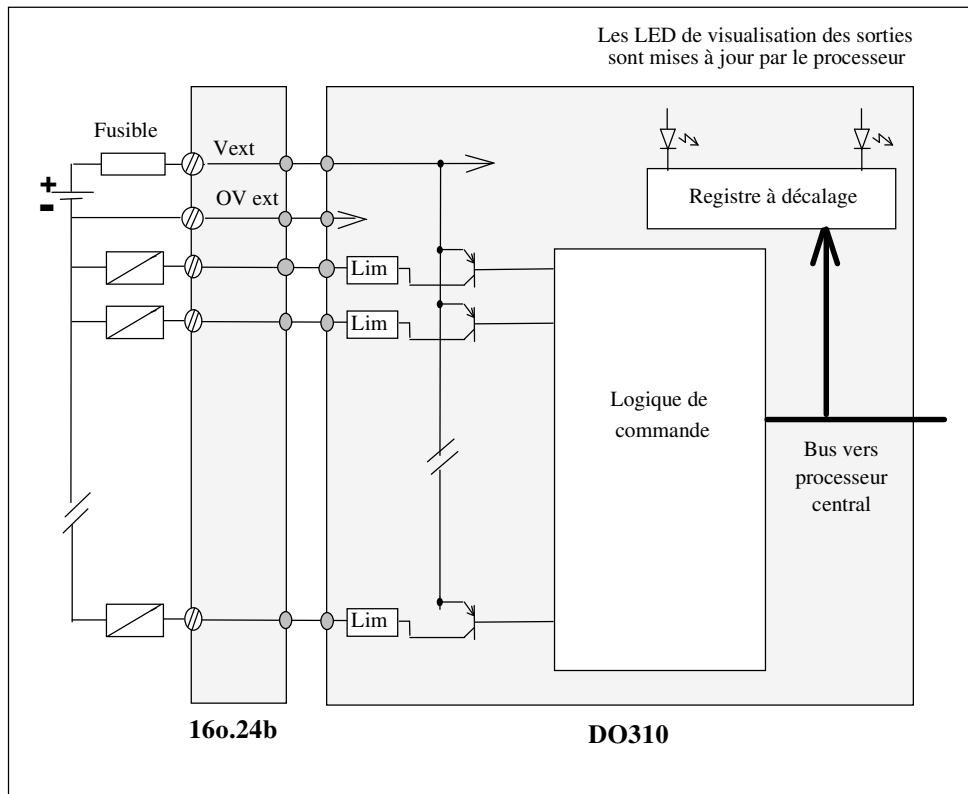 Les LED de visualisation des sorties
sont mises à jour par le processeur
Fusible
Vext
+
-
OV ext
Registre à décalage
Lim
Lim
Logique de
commande
Bus vers
processeur
central
Lim
16o.24b
DO310